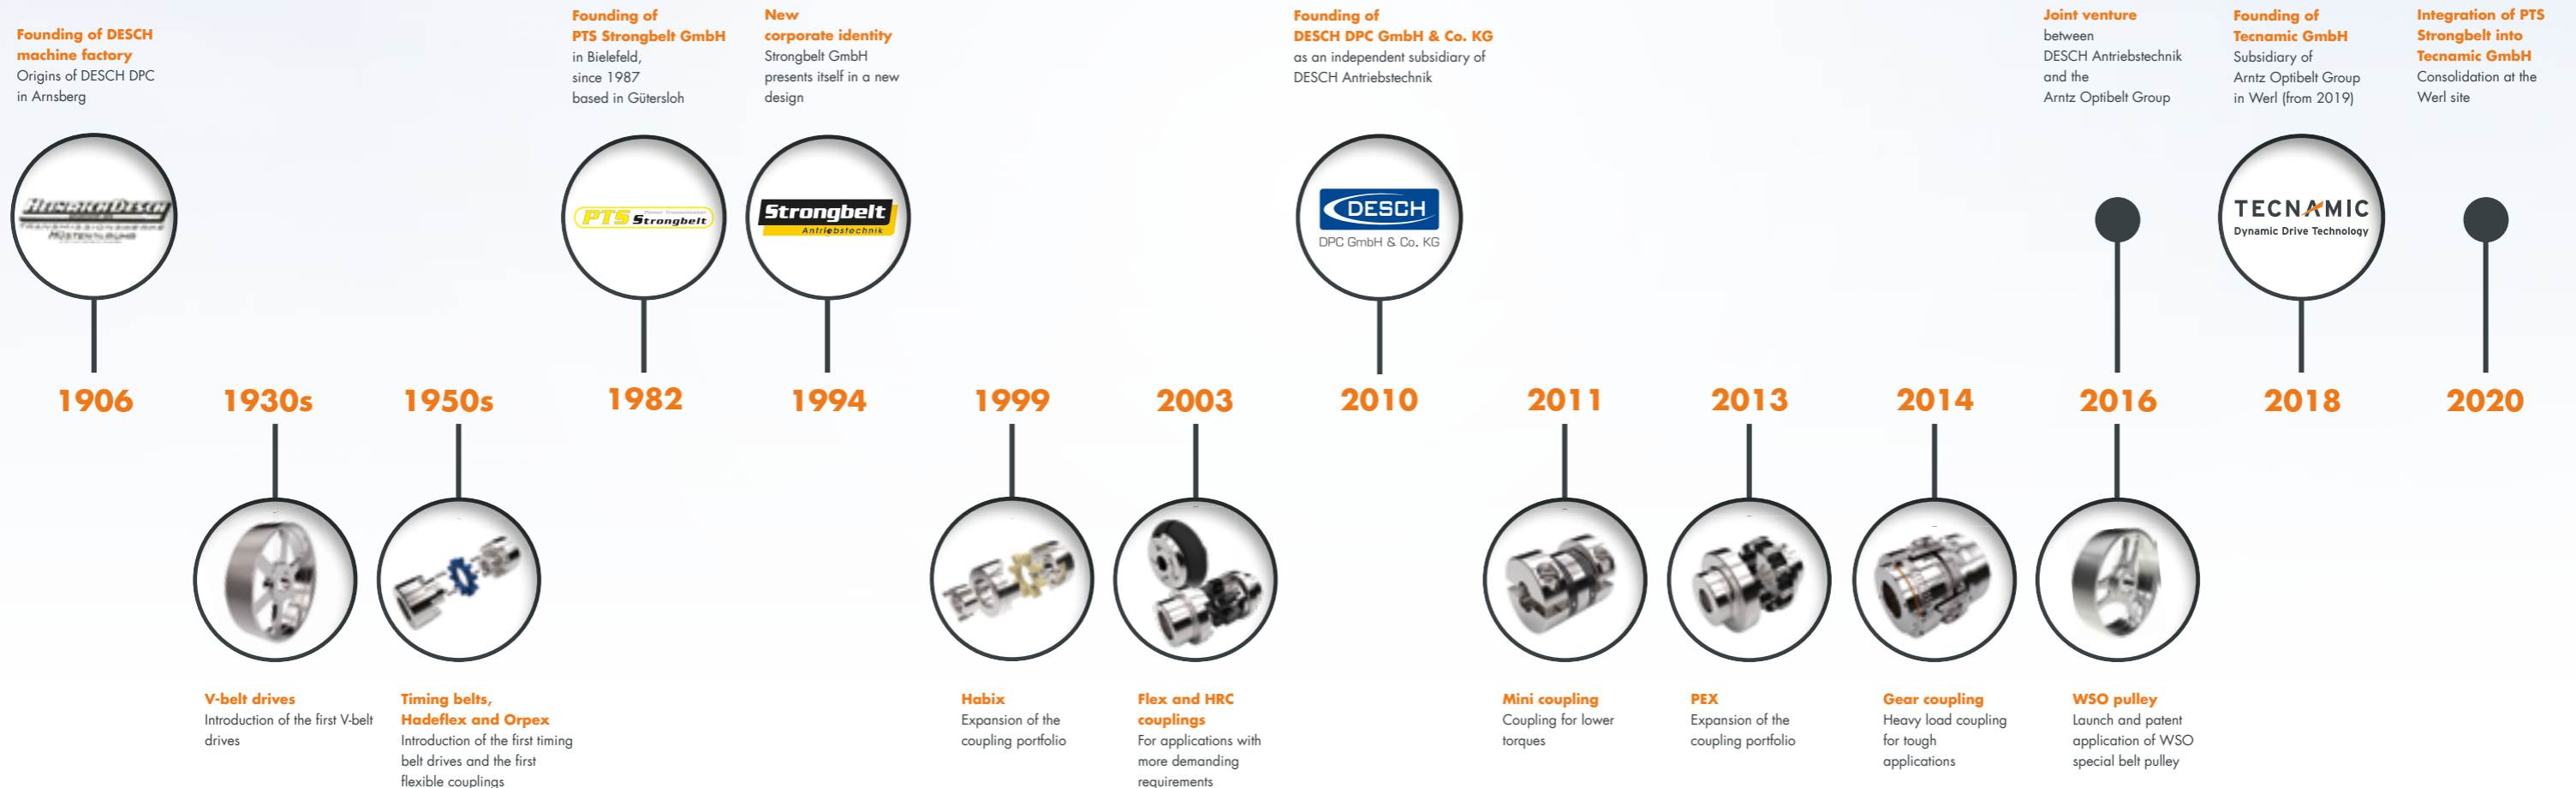 Founding of DESCH
machine factory
Origins of DESCH DPC
in Arnsberg
Founding of
PTS Strongbelt GmbH
in Bielefeld,
since 1987
based in Gütersloh
New
corporate identity
Strongbelt GmbH
presents itself in a new
design
Founding of
DESCH DPC GmbH & Co. KG
as an independent subsidiary of
DESCH Antriebstechnik
Joint venture
between
DESCH Antriebstechnik
and the
Arntz Optibelt Group
Founding of
Tecnamic GmbH
Subsidiary of
Arntz Optibelt Group
in Werl (from 2019)
Integration of PTS
Strongbelt into
Tecnamic GmbH
Consolidation at the
Werl site
HEINRICH DESCH
TRANSMISSIONSWERKE
PTS Strongbelt
Strongbelt
Antriebstechnik
DESCH
DPC GmbH & Co. KG
TECNAMIC
Dynamic Drive Technology
1906
1930s
1950s
1982
1994
1999
2003
2010
2011
2013
2014
2016
2018
2020
V-belt drives
Introduction of the first V-belt
drives
Timing belts,
Hadeflex and Orpex
Introduction of the first timing
belt drives and the first
flexible couplings
Habix
Expansion of the
coupling portfolio
Flex and HRC
couplings
For applications with
more demanding
requirements
Mini coupling
Coupling for lower
torques
PEX
Expansion of the
coupling portfolio
Gear coupling
Heavy load coupling
for tough
applications
WSO pulley
Launch and patent
application of WSO
special belt pulley